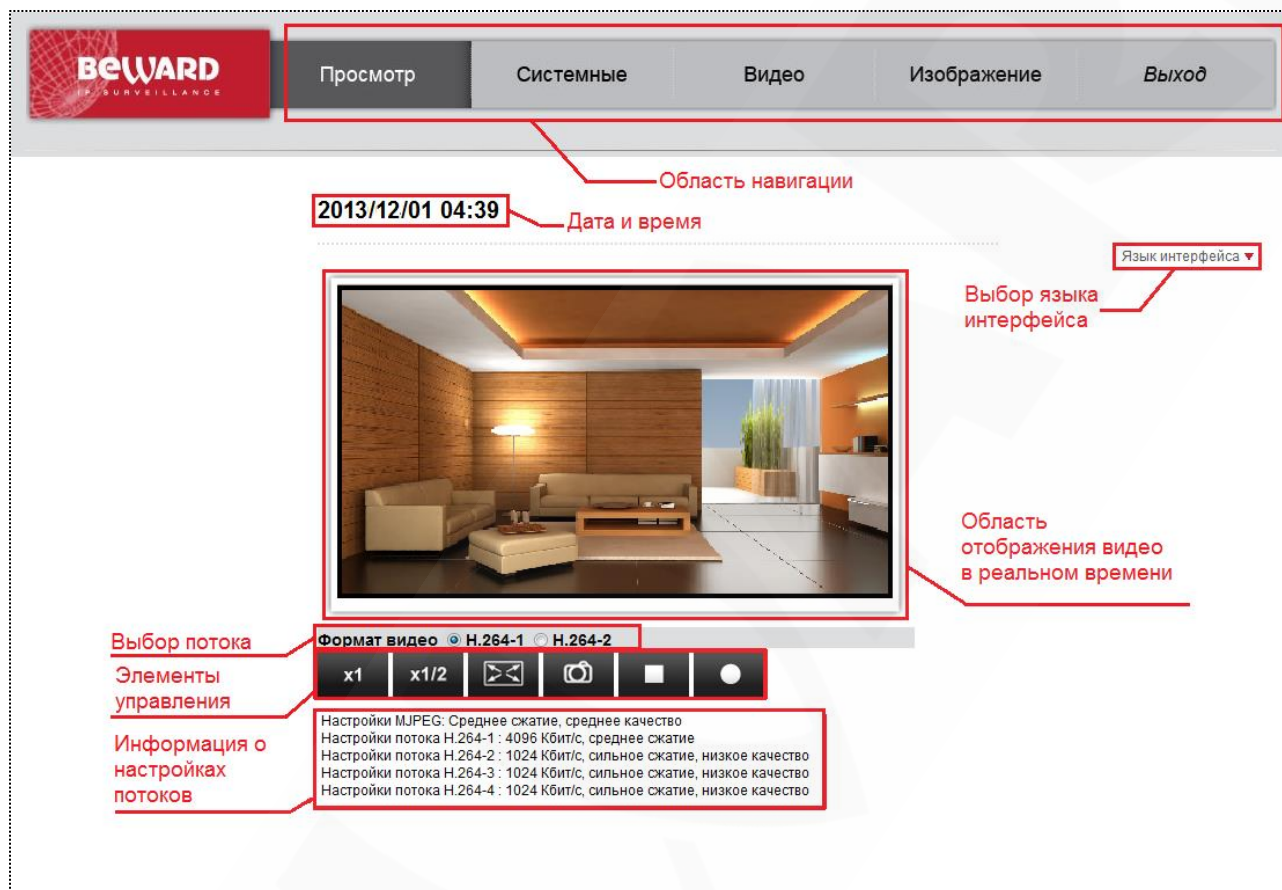 BEWARD
IP SURVEILLANCE
Просмотр
Системные
Видео
Изображение
Выход
Область навигации
2013/12/01 04:39
Дата и время
Язык интерфейса
Выбор языка
интерфейса
Область
отображения видео
в реальном времени
Выбор потока
Формат видео H.264-1 H.264-2
Элементы
управления
x1
x1/2
Информация о
настройках
потоков
Настройки MJPEG: Среднее сжатие, среднее качество
Настройки потока H.264-1 : 4096 Кбит/с, среднее сжатие
Настройки потока H.264-2 : 1024 Кбит/с, сильное сжатие, низкое качество
Настройки потока H.264-3 : 1024 Кбит/с, сильное сжатие, низкое качество
Настройки потока H.264-4 : 1024 Кбит/с, сильное сжатие, низкое качество